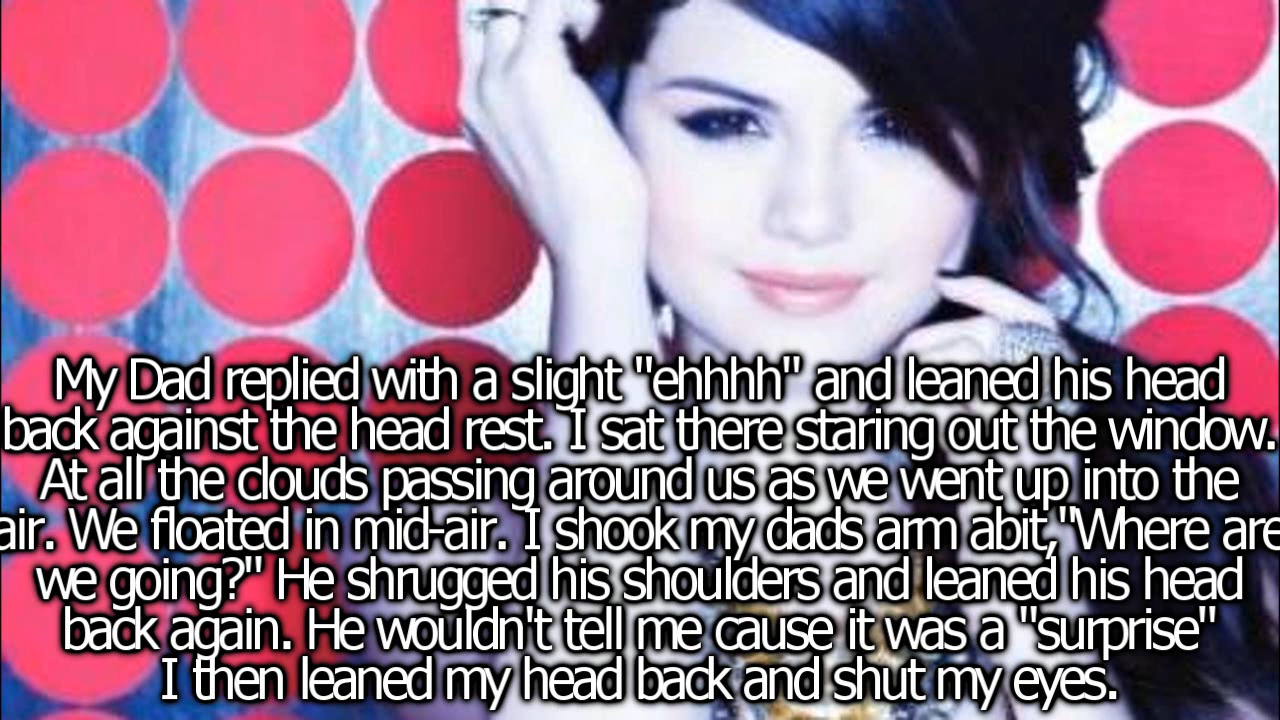 My Dad replied with a slight "ehhhh" and leaned his head
back against the head rest. I sat there staring out the window.
At all the clouds passing around us as we went up into the
air. We floated in mid-air. I shook my dads arm abit,"Where are
we going?" He shrugged his shoulders and leaned his head
back again. He wouldn't tell me cause it was a "surprise"
I then leaned my head back and shut my eyes.